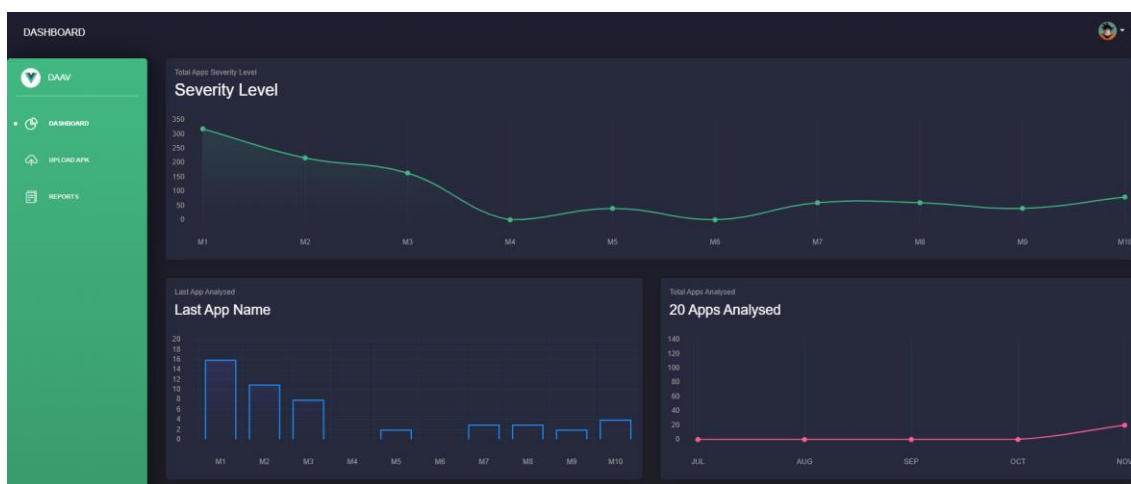 DASHBOARD
DAAV
DASHBOARD
UPLOAD APK
REPORTS
Total Apps Severity Level
Severity Level
350
300
250
200
150
100
50
0
M1 M2 M3 M4 M5 M6 M7 M8 M9 M10
Last App Analysed
Last App Name
20
18
16
14
12
10
8
6
4
2
0
M1 M2 M3 M4 M5 M6 M7 M8 M9 M10
Total Apps Analysed
20 Apps Analysed
140
120
100
80
60
40
20
0
JUL AUG SEP OCT NOV